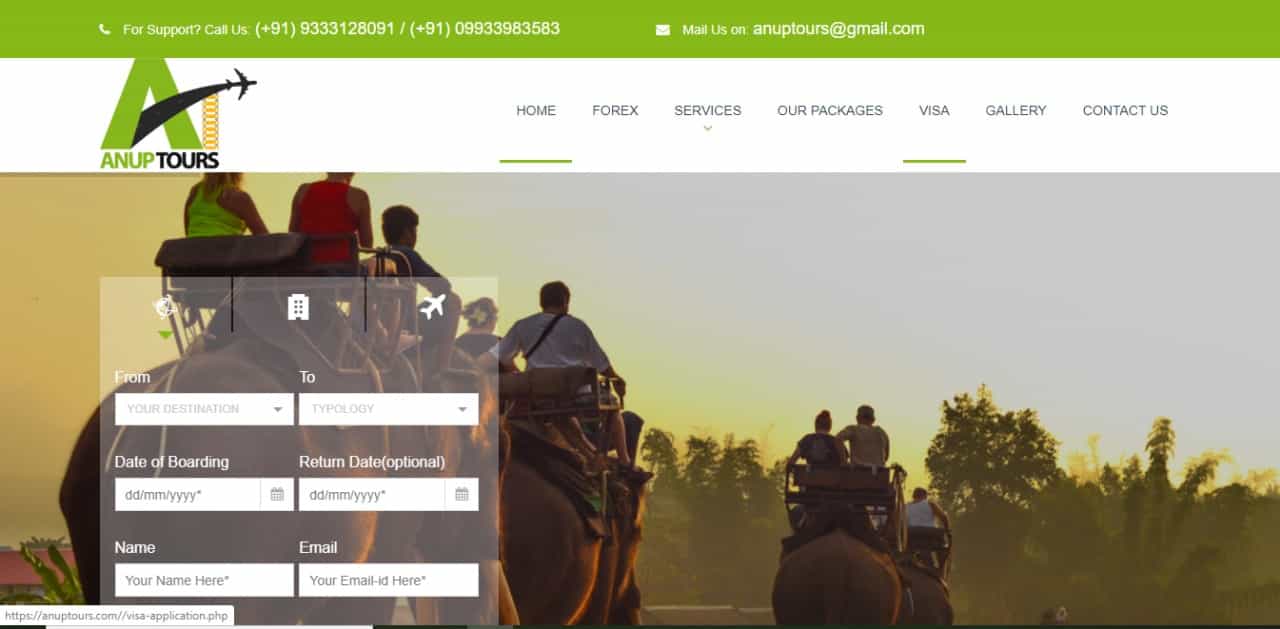 For Support? Call Us: (+91) 9333128091 / (+91) 09933983583 Mail Us on: anuptours@gmail.com
ANUPTOURS
HOME FOREX SERVICES OUR PACKAGES VISA GALLERY CONTACT US
From To
YOUR DESTINATION TYPOLOGY
Date of Boarding Return Date(optional)
dd/mm/yyyy* dd/mm/yyyy*
Name Email
Your Name Here* Your Email-id Here*
https://anuptours.com//visa-application.php